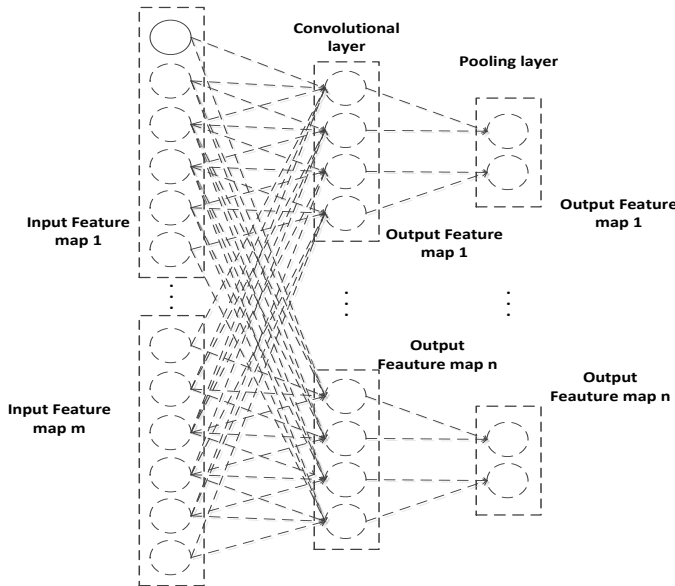 Convolutional
layer
Pooling layer
Input Feature
map 1
Output Feature
map 1
Output Feature
map 1
Output
Feauture map n
Output
Feauture map n
Input Feature
map m